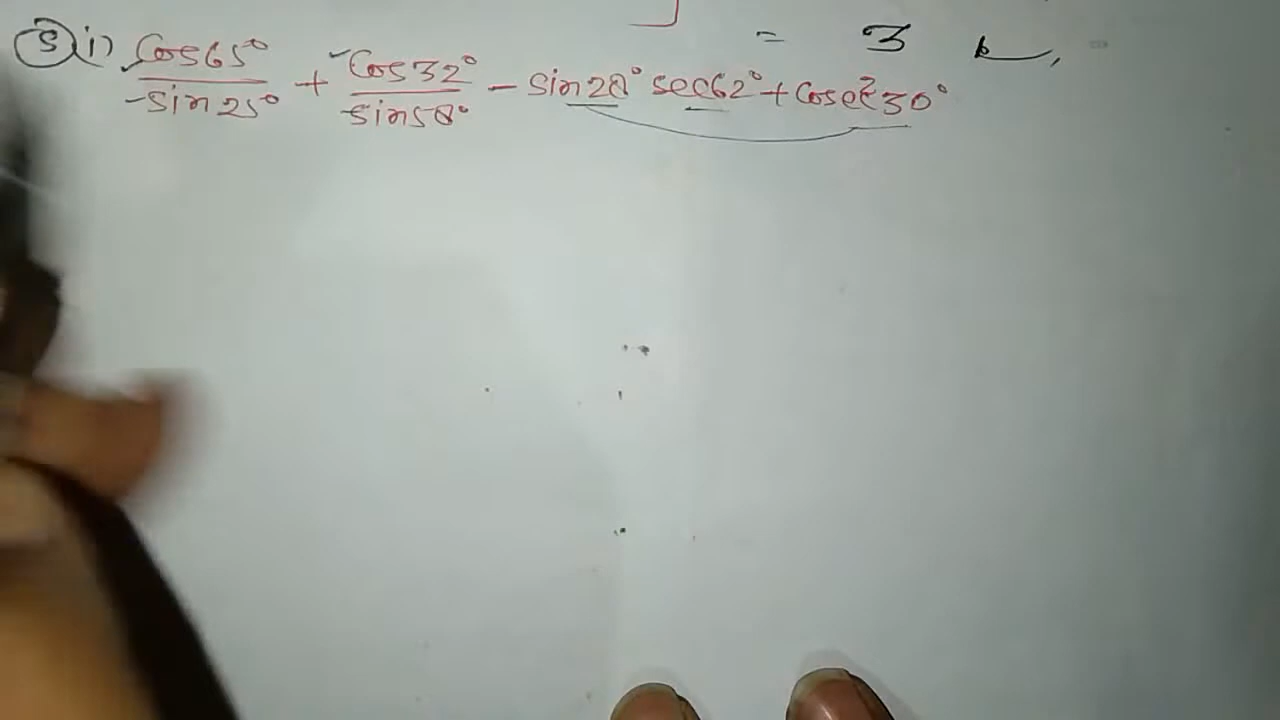 = 3
⑤ i) cos65°/sin25° + cos32°/sin58° - sin28° sec62° + cosec²30°